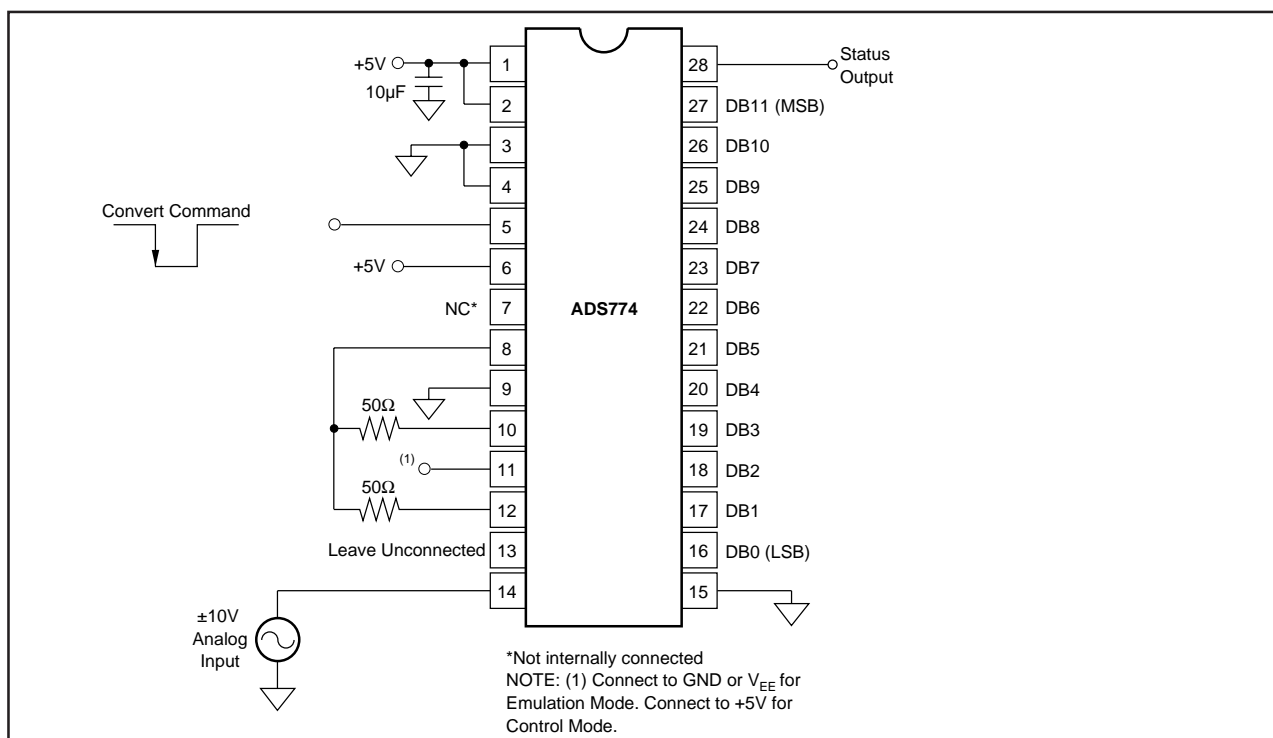 +5V
10µF
1
2
3
4
Convert Command
5
+5V
6
NC*
7
8
9
50Ω
10
(1)
11
50Ω
12
Leave Unconnected
13
14
±10V
Analog
Input
ADS774
28
Status
Output
27
DB11 (MSB)
26
DB10
25
DB9
24
DB8
23
DB7
22
DB6
21
DB5
20
DB4
19
DB3
18
DB2
17
DB1
16
DB0 (LSB)
15
*Not internally connected
NOTE: (1) Connect to GND or VEE for
Emulation Mode. Connect to +5V for
Control Mode.